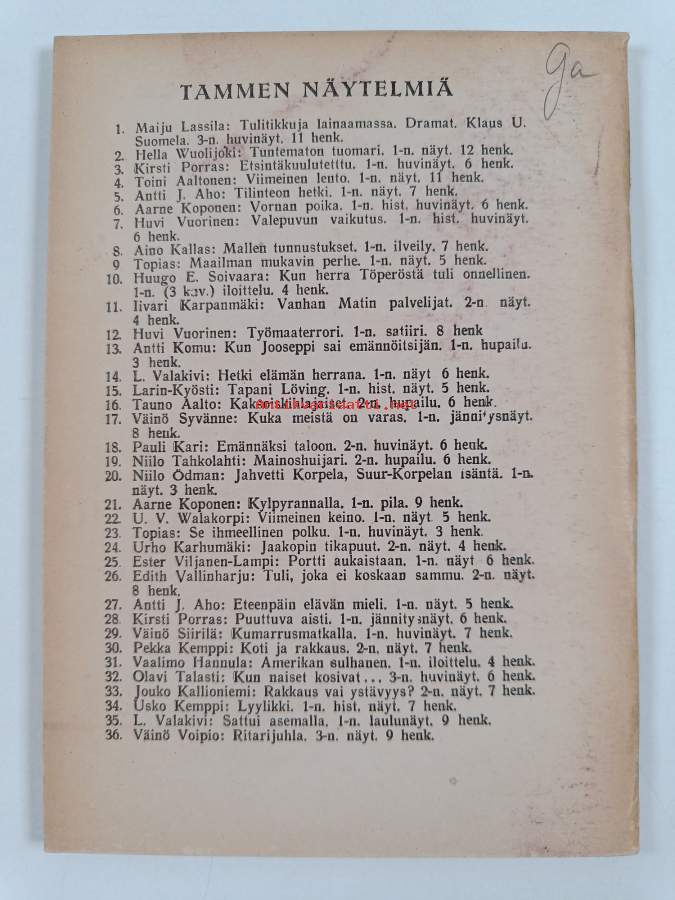 ga
TAMMEN NÄYTELMIÄ
1. Maiju Lassila: Tulitikkuja lainaamassa. Dramat. Klaus U.
Suomela. 3-n. huvinäyt. 11 henk.
2. Hella Wuolijoki: Tuntematon tuomari. 1-n. näyt. 12 henk.
3. Kirsti Porras: Etsintäkuulutetttu. 1-n. huvinäyt. 6 henk.
4. Toini Aaltonen: Viimeinen lento. 1-n. näyt. 11 henk.
5. Antti J. Aho: Tilinteon hetki. 1-n. näyt. 7 henk.
6. Aarne Koponen: Vornan poika. 1-n. hist. huvinäyt. 6 henk.
7. Huvi Vuorinen: Valepuvun vaikutus. 1-n. hist. huvinäyt.
6 henk.
8. Aino Kallas: Mallen tunnustukset. 1-n. ilveily. 7 henk.
9 Topias: Maailman mukavin perhe. 1-n. näyt. 5 henk.
10. Huugo E. Soivaara: Kun herra Töperöstä tuli onnellinen.
1-n. (3 kuv.) iloittelu. 4 henk.
11. Iivari Karpanmäki: Vanhan Matin palvelijat. 2-n. näyt.
4 henk.
12. Huvi Vuorinen: Työmaaterrori. 1-n. satiiri. 8 henk
13. Antti Komu: Kun Jooseppi sai emännöitsijän. 1-n. hupailu.
3 henk.
14. L. Valakivi: Hetki elämän herrana. 1-n. näyt 6 henk.
15. Larin-Kyösti: Tapani Löving. 1-n. hist. näyt. 5 henk.
16. Tauno Aalto: 2-n. hupailu. 6 henk.
17. Väinö Syvänne: Kuka meistä on varas. 1-n. jännitysnäyt.
8 henk.
18. Pauli Kari: Emännäksi taloon. 2-n. huvinäyt. 6 henk.
19. Niilo Tahkolahti: Mainoshuijari. 2-n. hupailu. 6 henk.
20. Niilo Ödman: Jahvetti Korpela, Suur-Korpelan isäntä. 1-n.
näyt. 3 henk.
21. Aarne Koponen: Kylpyrannalla, 1-n. pila. 9 henk.
22. U. V. Walakorpi: Viimeinen keino. 1-n. näyt 5 henk.
23. Topias: Se ihmeellinen polku. 1-n. huvinäyt. 3 henk.
24. Urho Karhumäki: Jaakopin tikapuut. 2-n. näyt. 4 henk.
25. Ester Viljanen-Lampi: Portti aukaistaan. 1-n. näyt 6 henk.
26. Edith Vallinharju: Tuli, joka ei koskaan sammu. 2-n. näyt.
8 henk.
27. Antti J. Aho: Eteenpäin elävän mieli. 1-n. näyt. 5 henk.
28. Kirsti Porras: Puuttuva aisti. 1-n. jännitysnäyt. 6 henk.
29. Väinö Siirilä: Kumarrusmatkalla. 1-n. huvinäyt. 7 henk.
30. Pekka Kemppi: Koti ja rakkaus. 2-n. näyt. 7 henk.
31. Vaalimo Hannula: Amerikan sulhanen. 1-n. iloittelu. 4 henk.
32. Olavi Talasti: Kun naiset kosivat... 3-n. huvinäyt. 6 henk.
33. Jouko Kallioniemi: Rakkaus vai ystävyys? 2-n. näyt. 7 henk.
34. Usko Kemppi: Lyylikki. 1-n. hist. näyt. 7 henk.
35. L. Valakivi: Sattui asemalla. 1-n. laulunäyt. 9 henk.
36. Väinö Voipio: Ritarijuhla. 3-n. näyt. 9 henk.